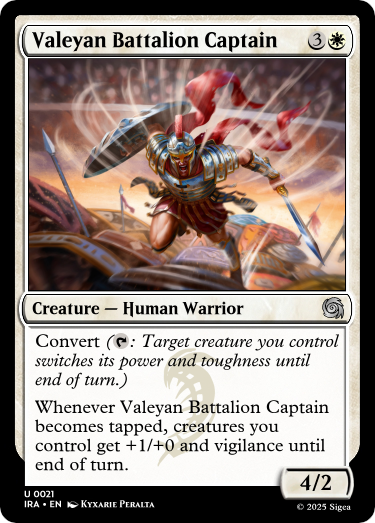 Valeyan Battalion Captain 3
Creature — Human Warrior
Convert (: Target creature you control
switches its power and toughness until
end of turn.)
Whenever Valeyan Battalion Captain
becomes tapped, creatures you
control get +1/+0 and vigilance until
end of turn.
4/2
U 0021
IRA • EN Kyxarie Peralta
© 2025 Sigea